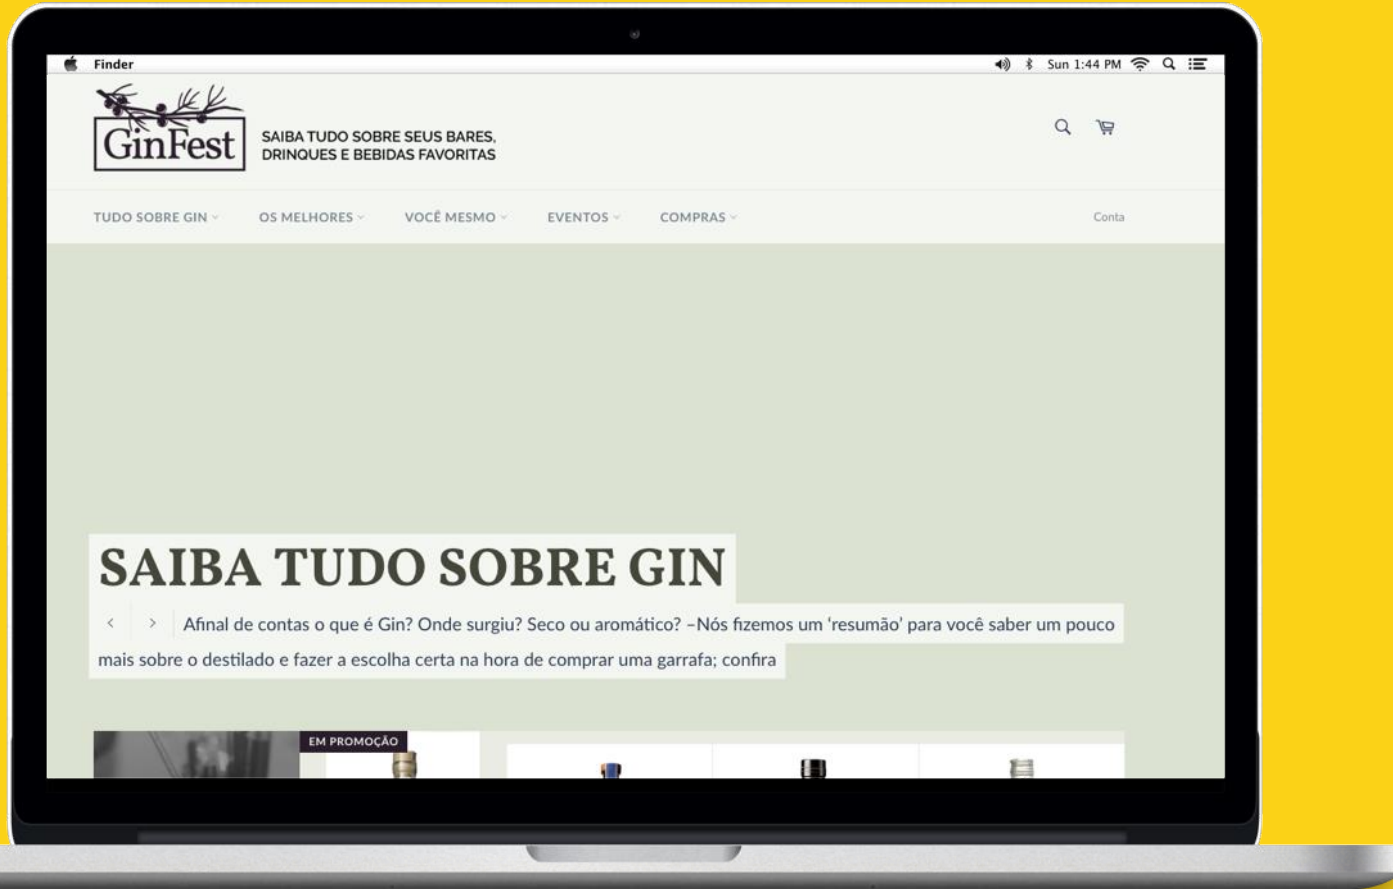 Finder
Sun 1:44 PM
GinFest
SAIBA TUDO SOBRE SEUS BARES,
DRINQUES E BEBIDAS FAVORITAS
TUDO SOBRE GIN
OS MELHORES
VOCÊ MESMO
EVENTOS
COMPRAS
Conta
SAIBA TUDO SOBRE GIN
Afinal de contas o que é Gin? Onde surgiu? Seco ou aromático? –Nós fizemos um ‘resumão’ para você saber um pouco
mais sobre o destilado e fazer a escolha certa na hora de comprar uma garrafa; confira
EM PROMOÇÃO